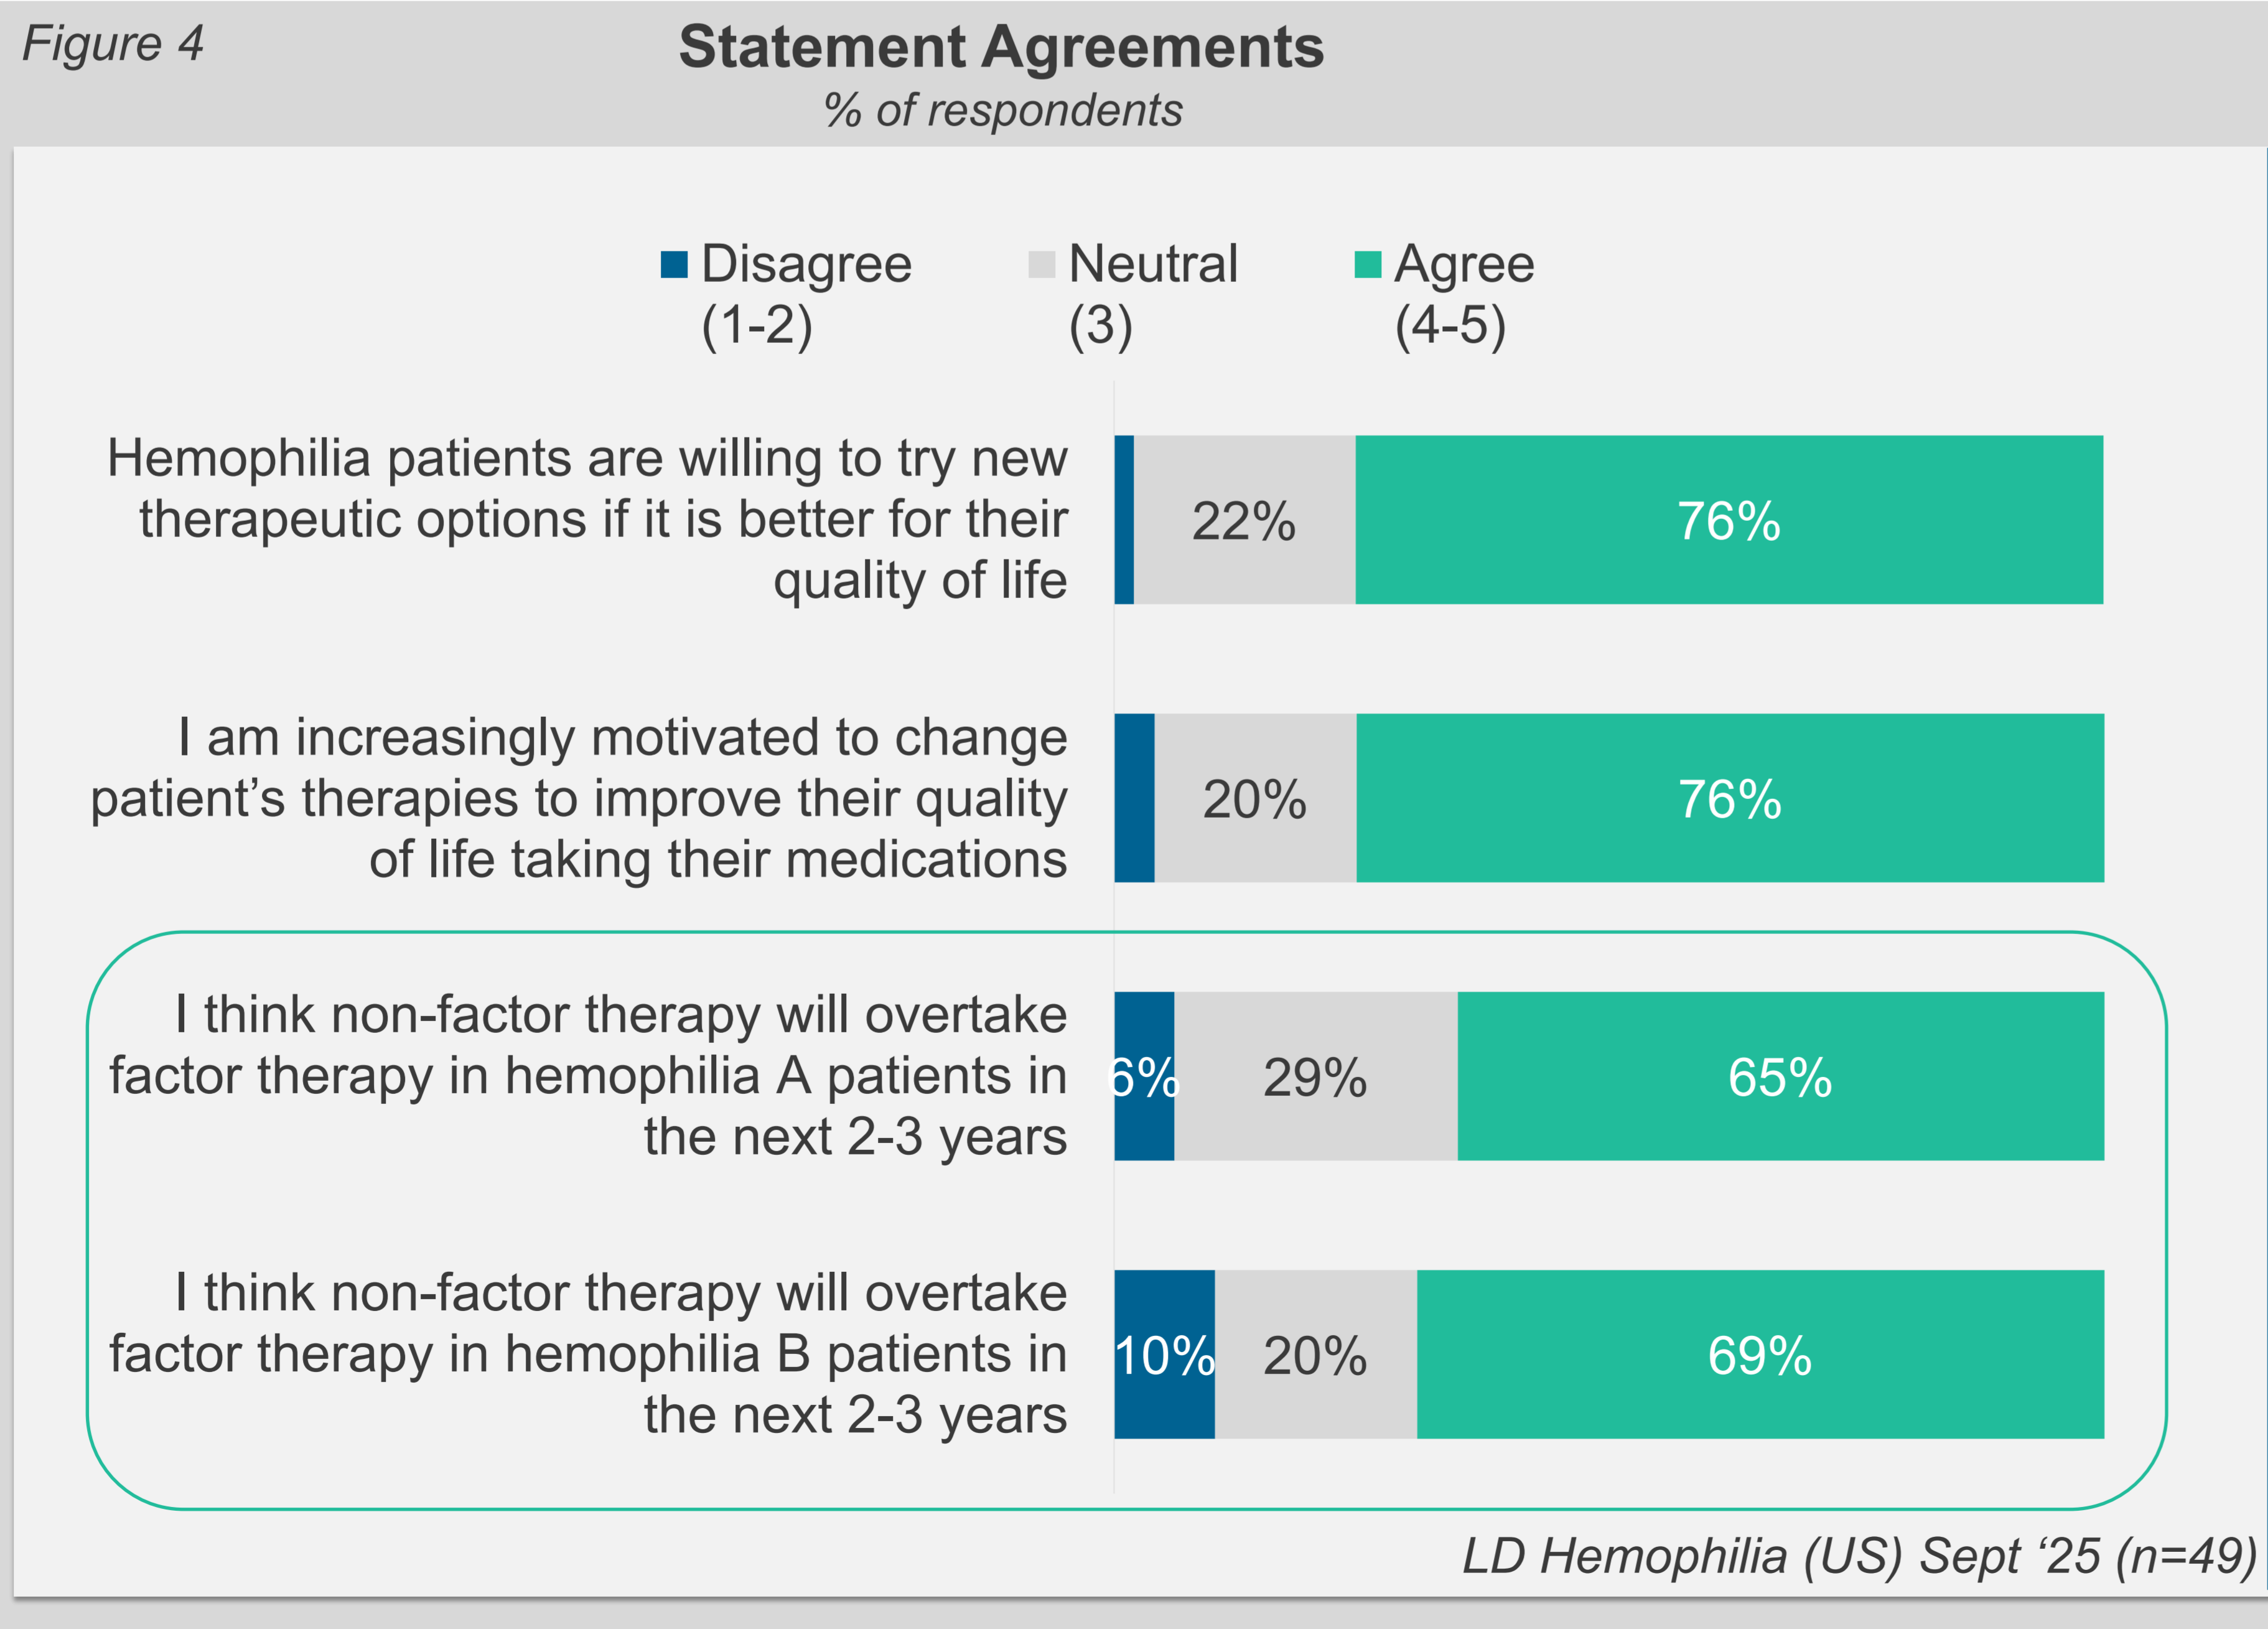 Figure 4
Statement Agreements
% of respondents
Disagree
(1-2)
Neutral
(3)
Agree
(4-5)
Hemophilia patients are willing to try new
therapeutic options if it is better for their
quality of life
22%
76%
I am increasingly motivated to change
patient’s therapies to improve their quality
of life taking their medications
20%
76%
I think non-factor therapy will overtake
factor therapy in hemophilia A patients in
the next 2-3 years
6%
29%
65%
I think non-factor therapy will overtake
factor therapy in hemophilia B patients in
the next 2-3 years
10%
20%
69%
LD Hemophilia (US) Sept ‘25 (n=49)